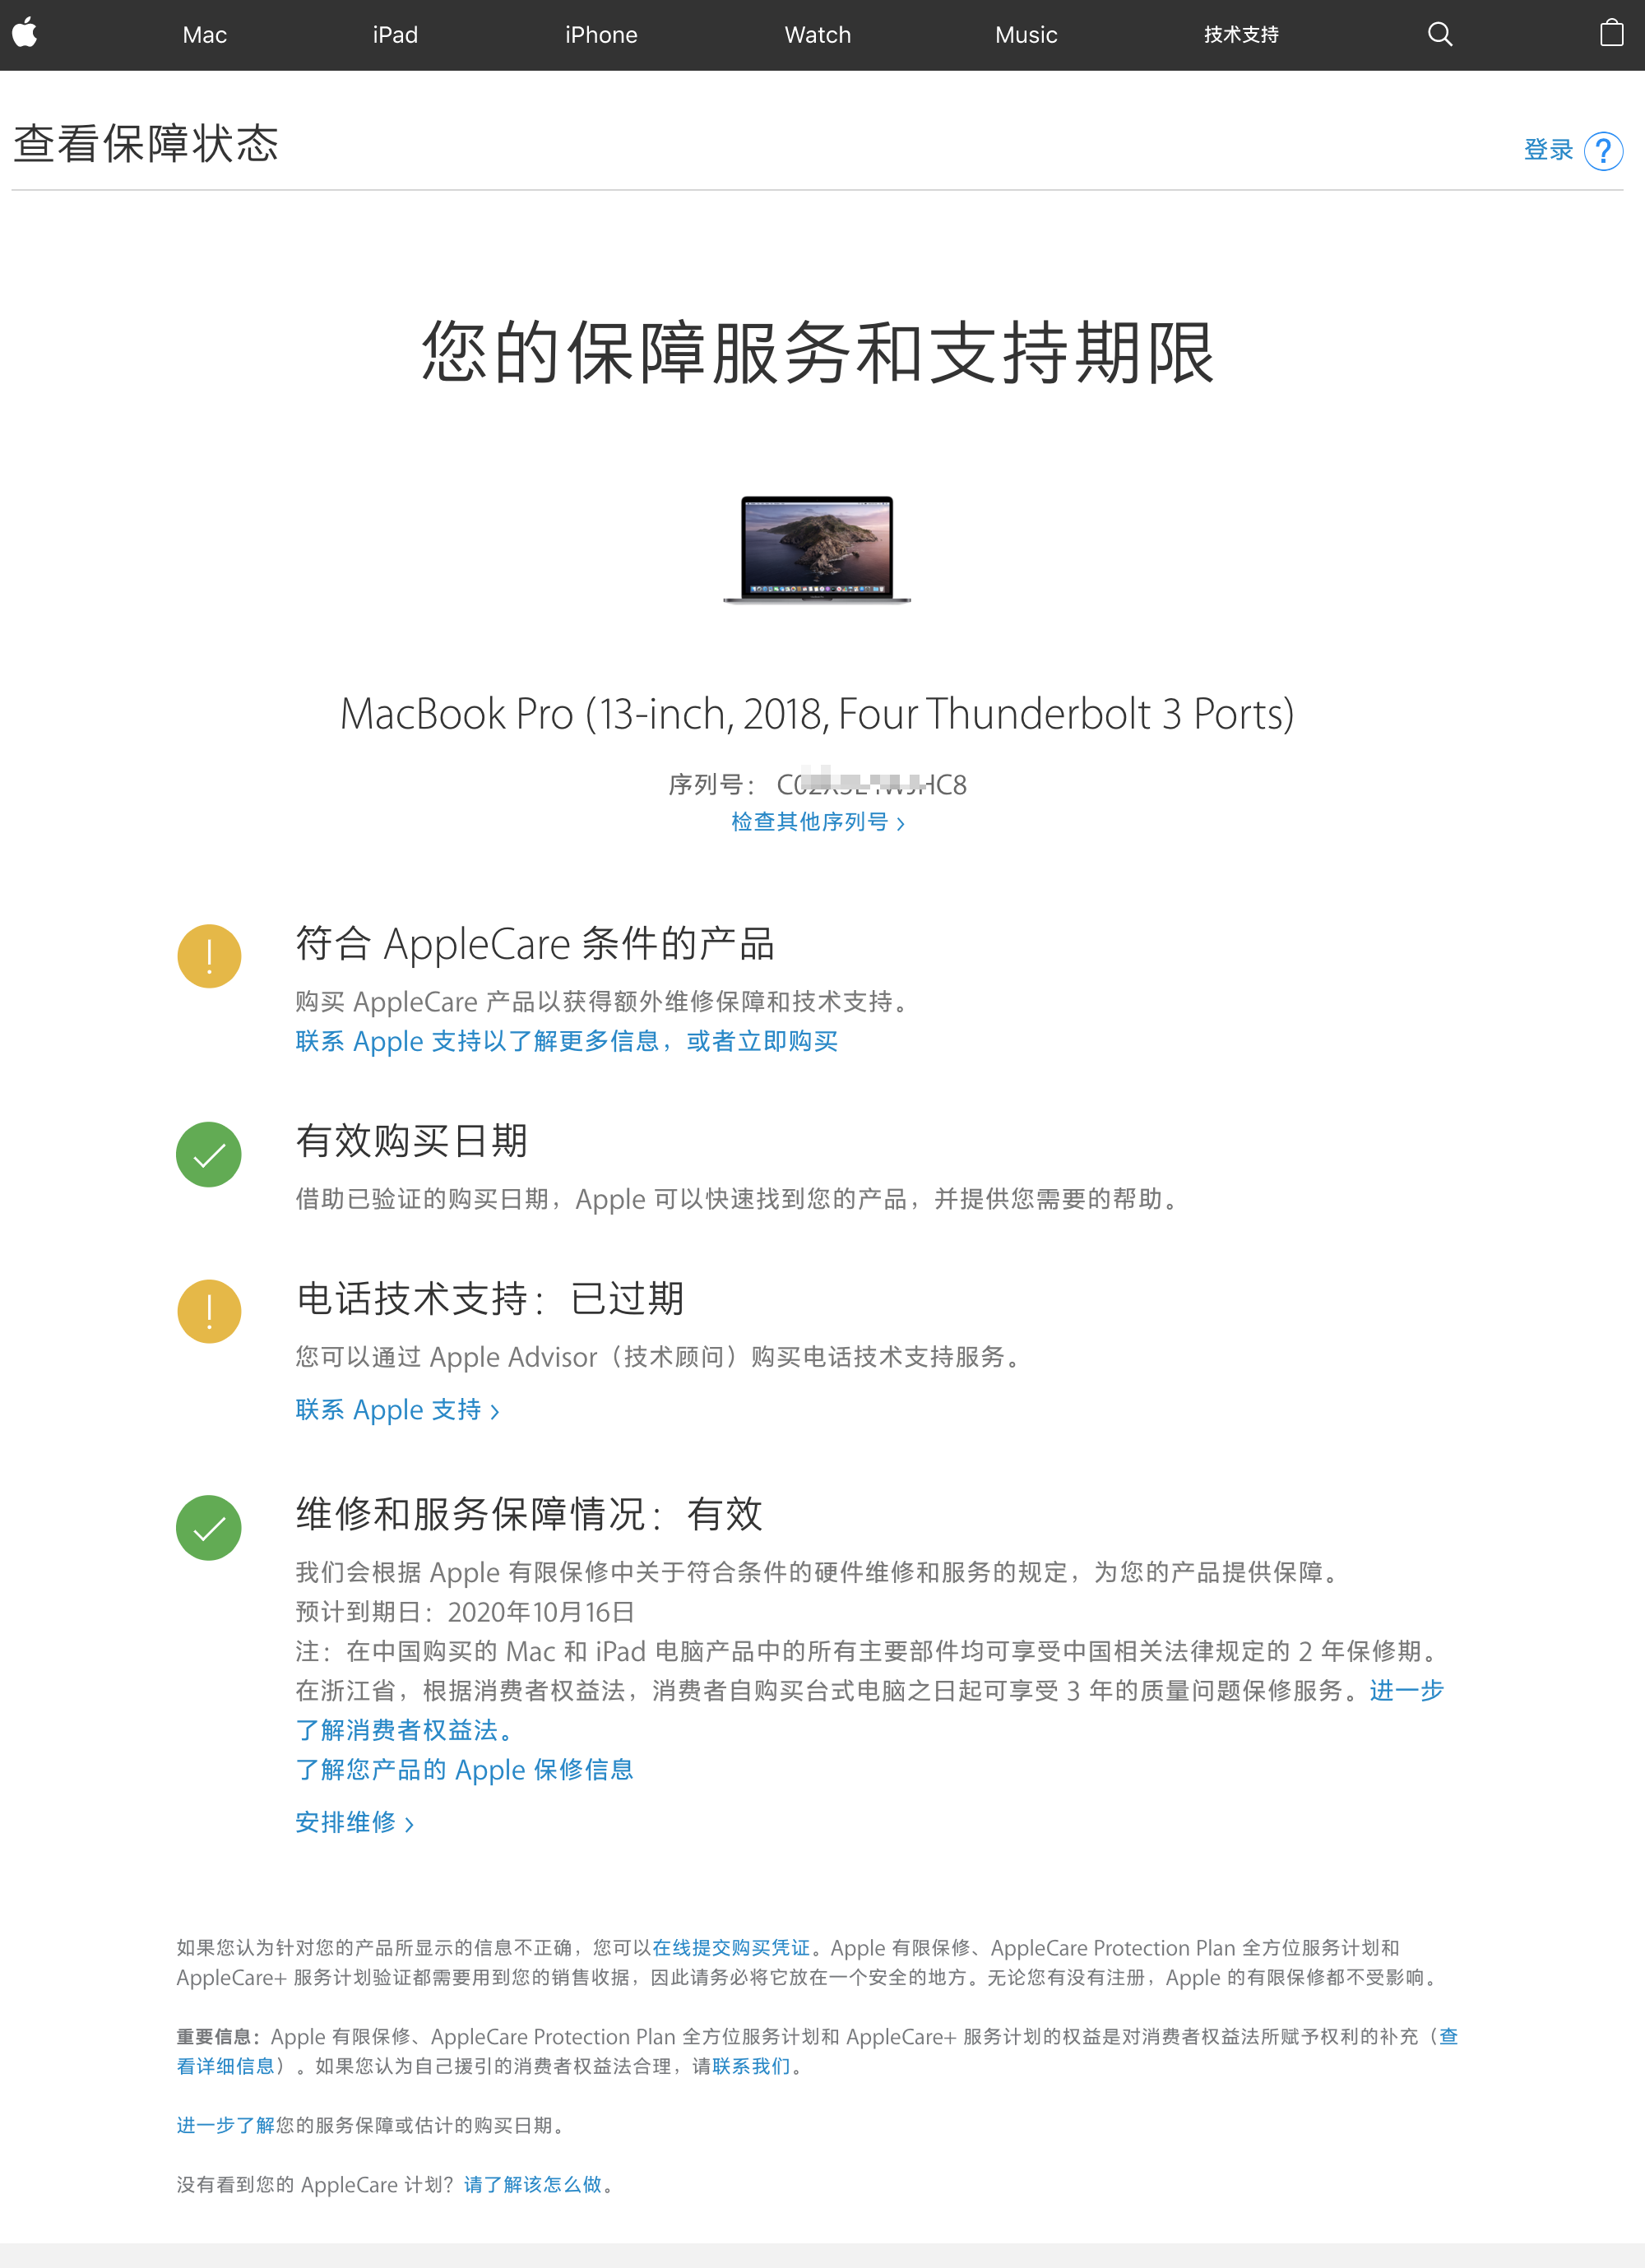 Mac iPad iPhone Watch Music 技术支持
查看保障状态
登录 ?
您的保障服务和支持期限
MacBook Pro (13-inch, 2018, Four Thunderbolt 3 Ports)
序列号： HC8
检查其他序列号 ›
符合 AppleCare 条件的产品
购买 AppleCare 产品以获得额外维修保障和技术支持。
联系 Apple 支持以了解更多信息，或者立即购买
有效购买日期
借助已验证的购买日期，Apple 可以快速找到您的产品，并提供您需要的帮助。
电话技术支持：已过期
您可以通过 Apple Advisor（技术顾问）购买电话技术支持服务。
联系 Apple 支持 ›
维修和服务保障情况：有效
我们会根据 Apple 有限保修中关于符合条件的硬件维修和服务的规定，为您的产品提供保障。
预计到期日：2020年10月16日
注：在中国购买的 Mac 和 iPad 电脑产品中的所有主要部件均可享受中国相关法律规定的 2 年保修期。
在浙江省，根据消费者权益法，消费者自购买台式电脑之日起可享受 3 年的质量问题保修服务。进一步
了解消费者权益法。
了解您产品的 Apple 保修信息
安排维修 ›
如果您认为针对您的产品所显示的信息不正确，您可以在线提交购买凭证。Apple 有限保修、AppleCare Protection Plan 全方位服务计划和
AppleCare+ 服务计划验证都需要用到您的销售收据，因此请务必将它放在一个安全的地方。无论您有没有注册，Apple 的有限保修都不受影响。
重要信息：Apple 有限保修、AppleCare Protection Plan 全方位服务计划和 AppleCare+ 服务计划的权益是对消费者权益法所赋予权利的补充（查
看详细信息）。如果您认为自己援引的消费者权益法合理，请联系我们。
进一步了解您的服务保障或估计的购买日期。
没有看到您的 AppleCare 计划？请了解该怎么做。